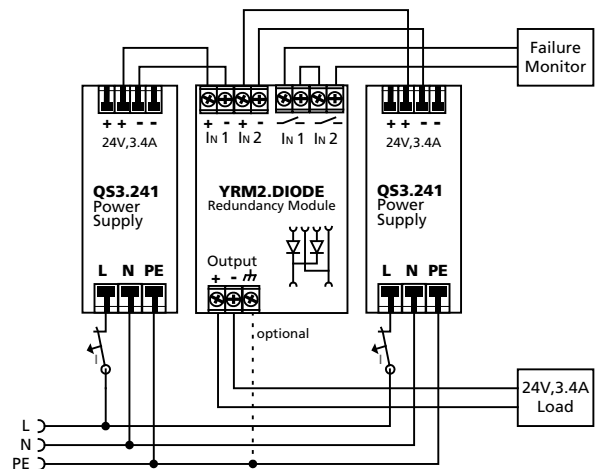 Failure
Monitor
+ + - -
24V,3.4A
QS3.241
Power
Supply
L N PE
+ - + -
IN 1 IN 2 IN 1 IN 2
YRM2.DIODE
Redundancy Module
Output
+ -
optional
+ + - -
24V,3.4A
QS3.241
Power
Supply
L N PE
I
I
24V,3.4A
Load
L
N
PE